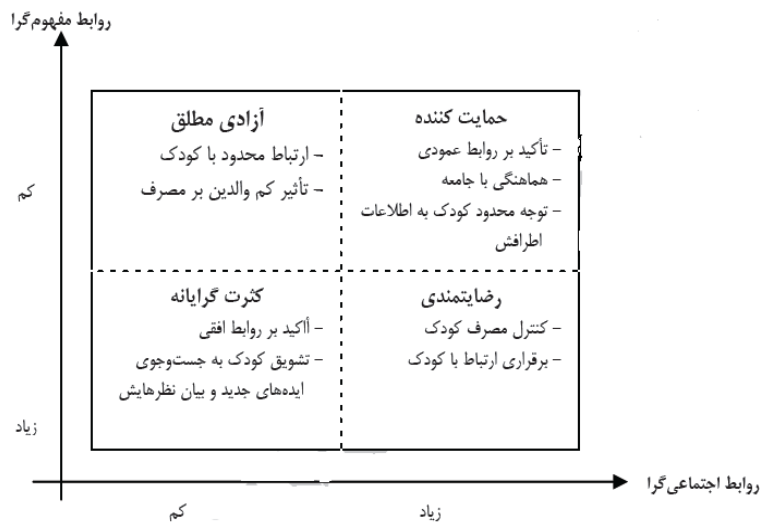 روابط مفهوم‌گرا
حمایت کننده
- تأکید بر روابط عمودی
- هماهنگی با جامعه
- توجه محدود کودک به اطلاعات
اطرافش
آزادی مطلق
- ارتباط محدود با کودک
- تأثیر کم والدین بر مصرف
کم
رضایتمندی
- کنترل مصرف کودک
- برقراری ارتباط با کودک
کثرت گرایانه
- أاکید بر روابط افقی
- تشویق کودک به جست‌وجوی
ایده‌های جدید و بیان نظرهایش
زیاد
روابط اجتماعی‌گرا
زیاد
کم